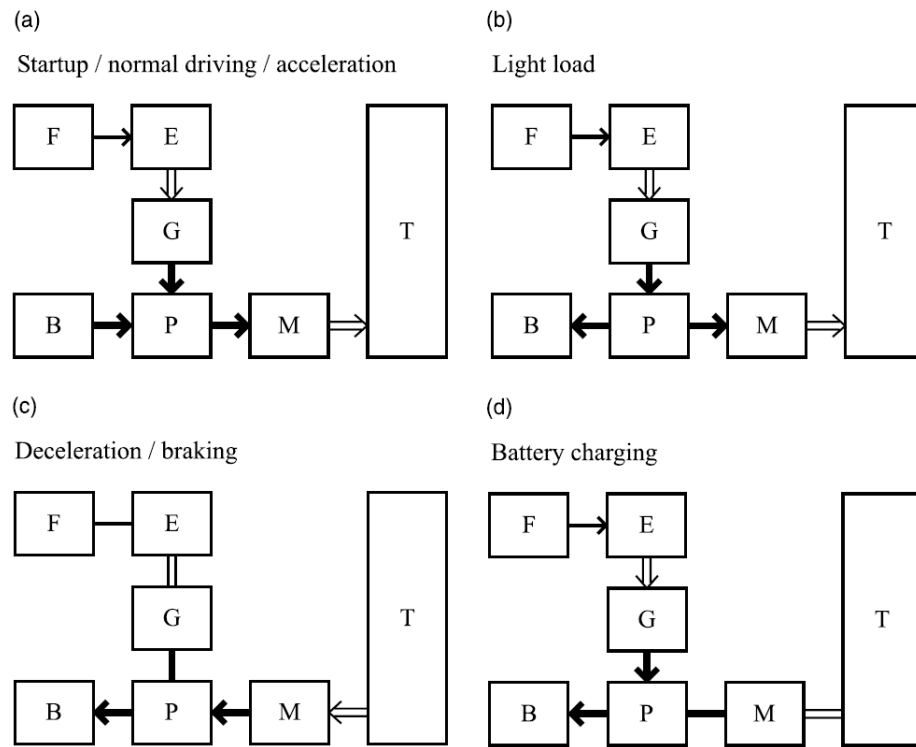 (a)
Startup / normal driving / acceleration
F E
G T
B P M
(b)
Light load
F E
G T
B P M
(c)
Deceleration / braking
F E
G T
B P M
(d)
Battery charging
F E
G T
B P M